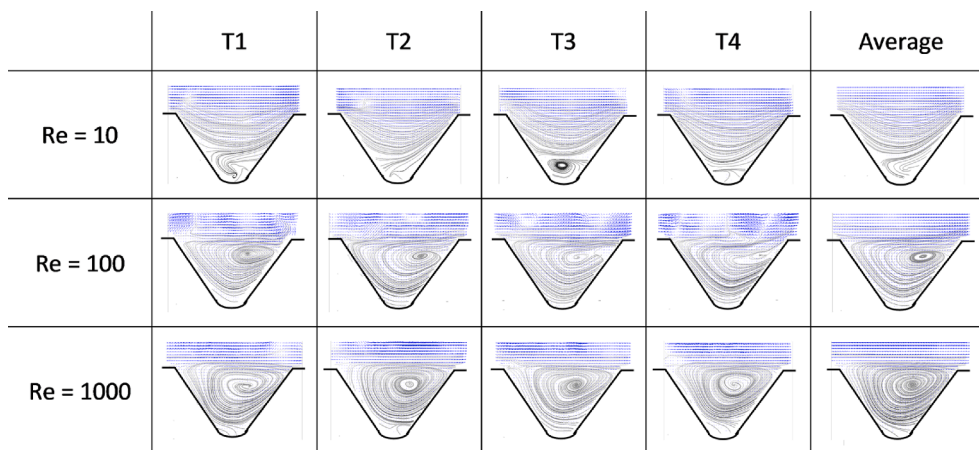 T1 T2 T3 T4 Average
Re = 10
Re = 100
Re = 1000